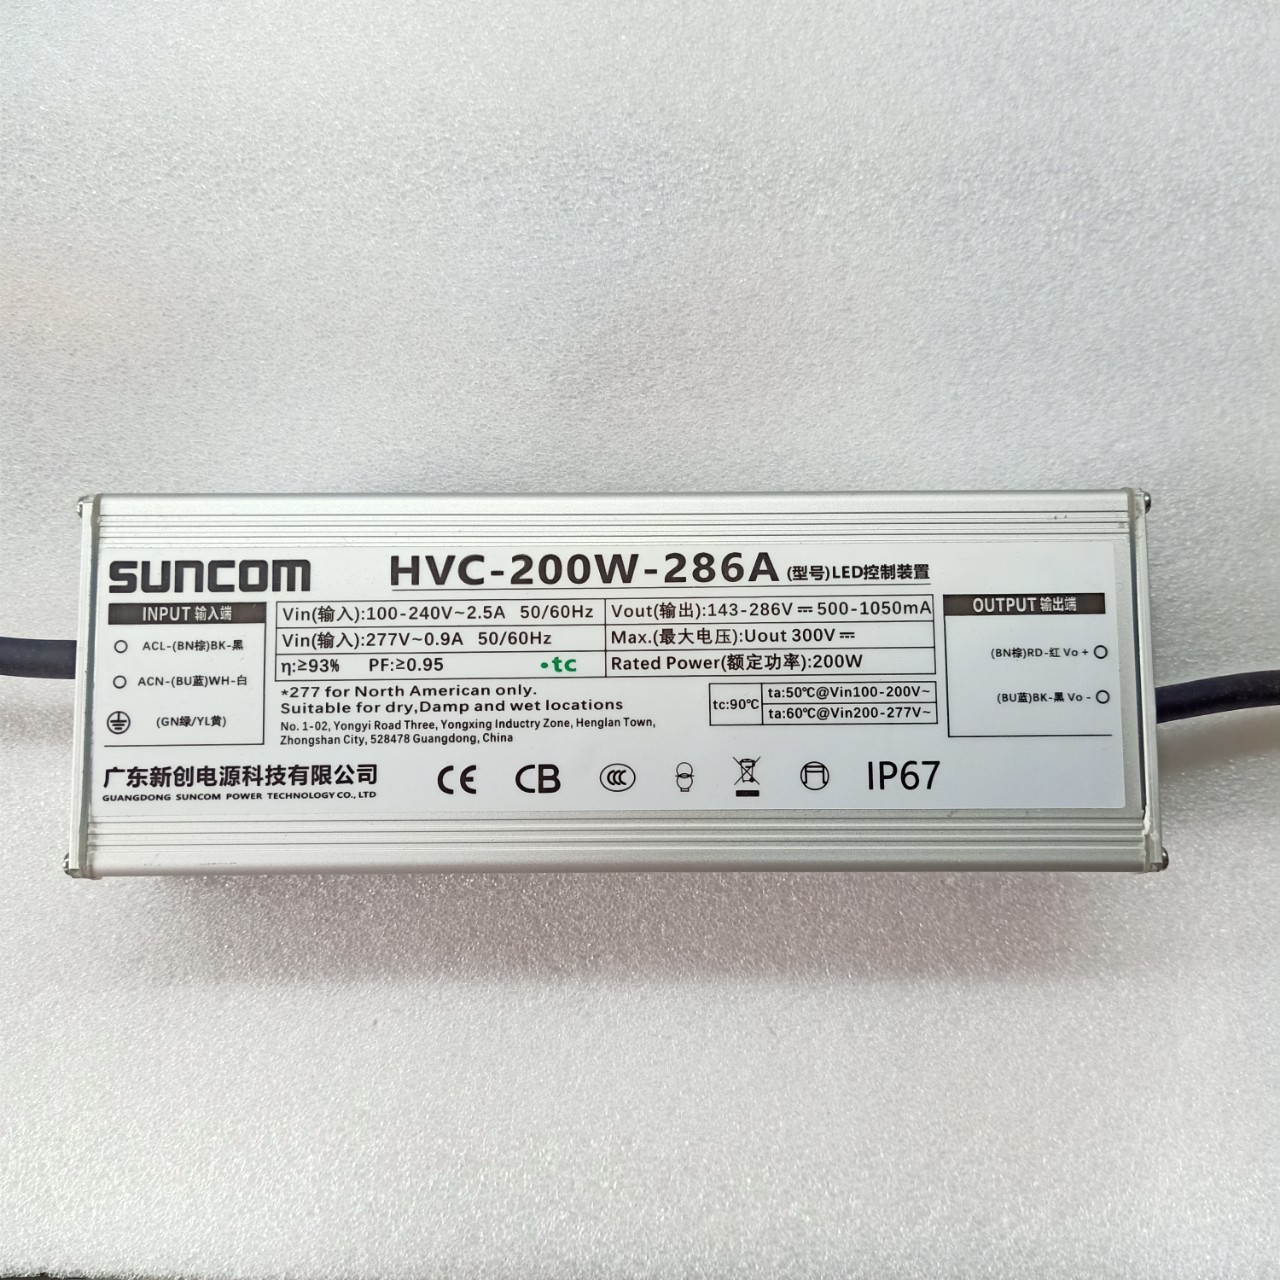 SUNCOM
HVC-200W-286A (型号)LED控制装置
INPUT 输入端
ACL-(BN棕)BK-黑
ACN-(BU蓝)WH-白
(GN绿/YL黄)
Vin(输入):100-240V~2.5A 50/60Hz
Vin(输入):277V~0.9A 50/60Hz
η:≥93% PF:≥0.95 •tc
Vout(输出):143-286V⎓500-1050mA
Max.(最大电压):Uout 300V⎓
Rated Power(额定功率):200W
*277 for North American only.
Suitable for dry,Damp and wet locations
No. 1-02, Yongyi Road Three, Yongxing Industry Zone, Henglan Town,
Zhongshan City, 528478 Guangdong, China
tc:90℃
ta:50℃@Vin100-200V~
ta:60℃@Vin200-277V~
OUTPUT 输出端
(BN棕)RD-红 Vo +
(BU蓝)BK-黑 Vo -
广东新创电源科技有限公司
GUANGDONG SUNCOM POWER TECHNOLOGY CO., LTD
CE CB CCC IP67